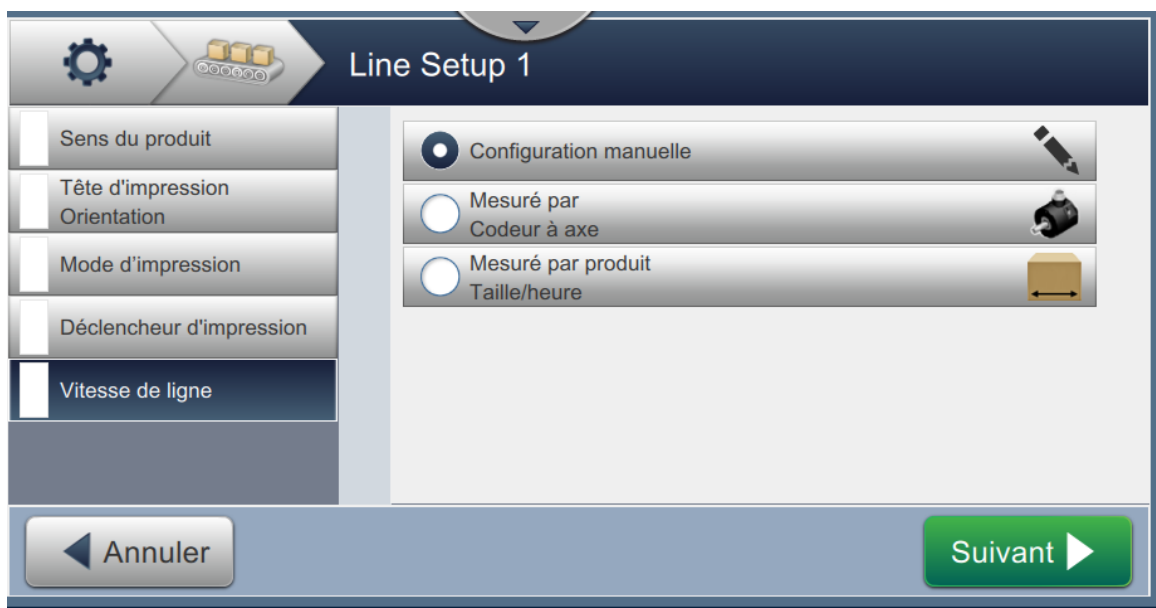 Line Setup 1
Sens du produit
Tête d'impression
Orientation
Mode d’impression
Déclencheur d'impression
Vitesse de ligne
Configuration manuelle
Mesuré par
Codeur à axe
Mesuré par produit
Taille/heure
Annuler
Suivant